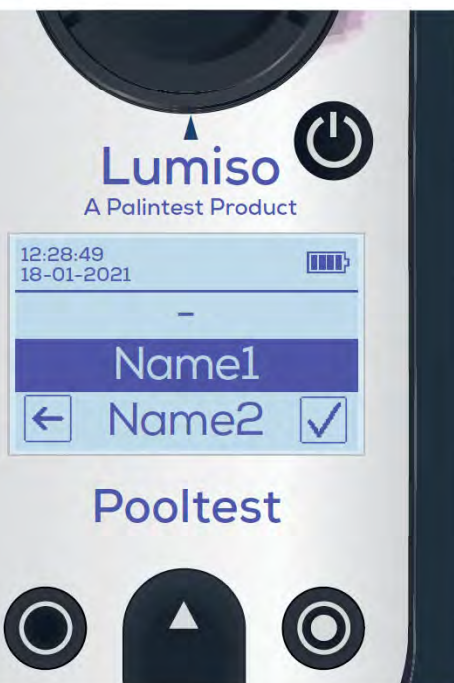 Lumiso
A Palintest Product
12:28:49
18-01-2021
-
Name1
Name2
Pooltest